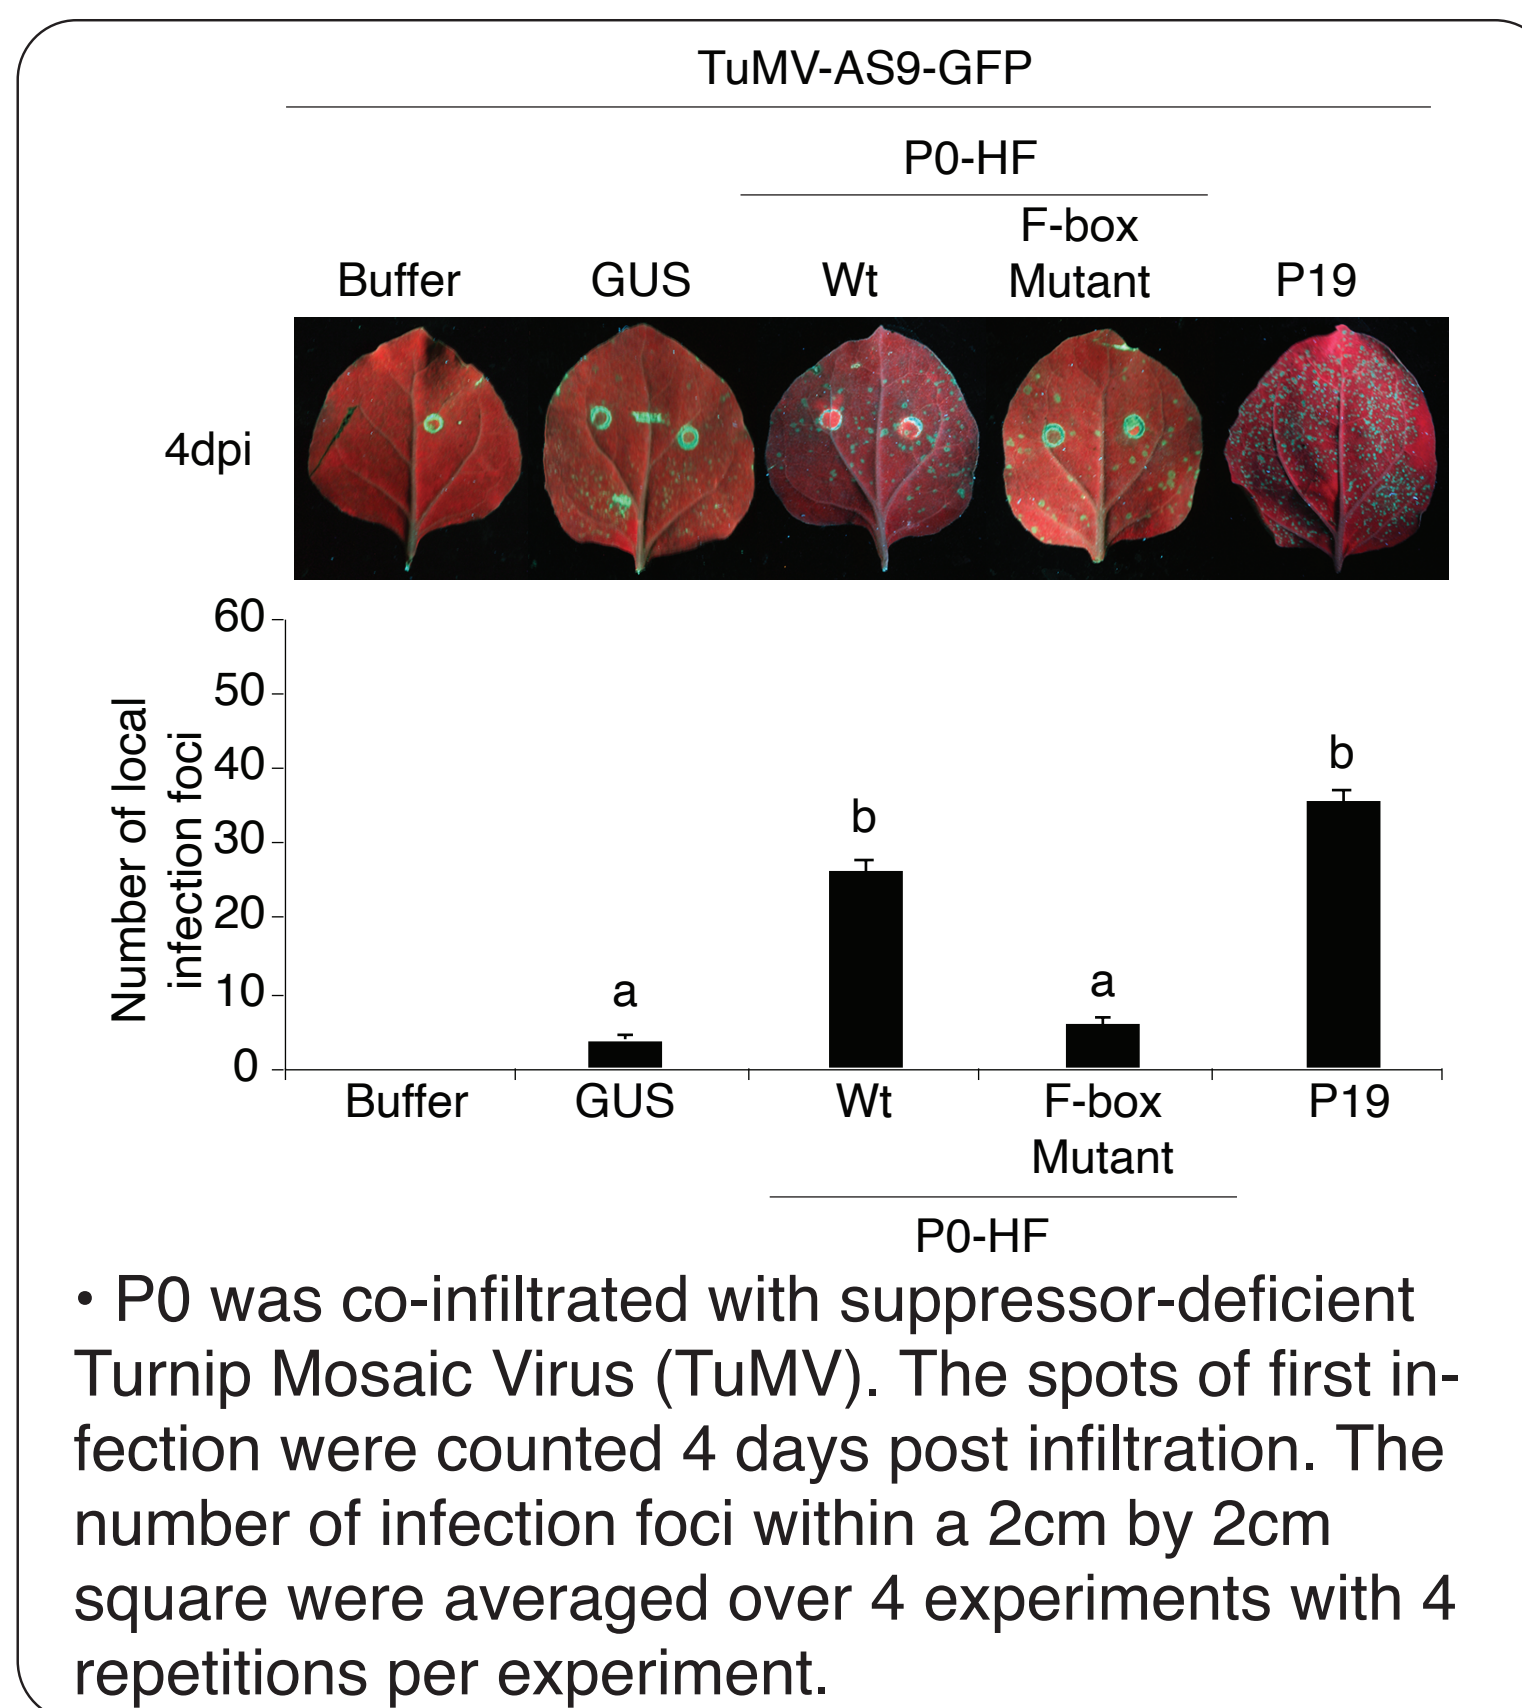 TuMV-AS9-GFP
P0-HF
F-box
Buffer GUS Wt Mutant P19
4dpi
60
50
40
30
20
10
0
Number of local
infection foci
a
b
a
b
Buffer GUS Wt F-box P19
Mutant
P0-HF
• P0 was co-infiltrated with suppressor-deficient
Turnip Mosaic Virus (TuMV). The spots of first in-
fection were counted 4 days post infiltration. The
number of infection foci within a 2cm by 2cm
square were averaged over 4 experiments with 4
repetitions per experiment.